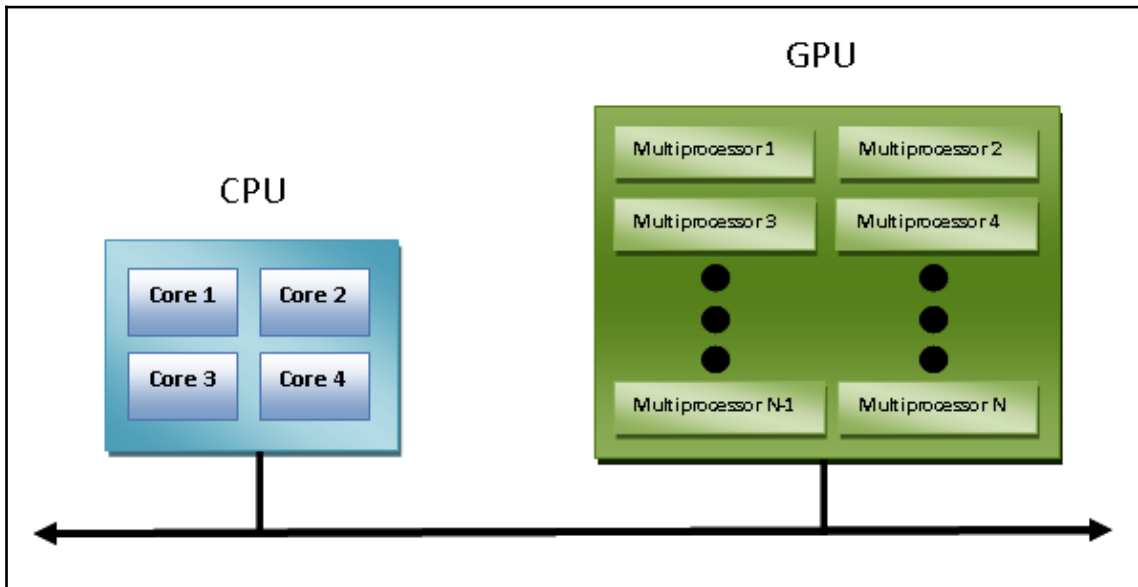 GPU
Multiprocessor 1
Multiprocessor 2
Multiprocessor 3
Multiprocessor 4
Multiprocessor N-1
Multiprocessor N
CPU
Core 1
Core 2
Core 3
Core 4